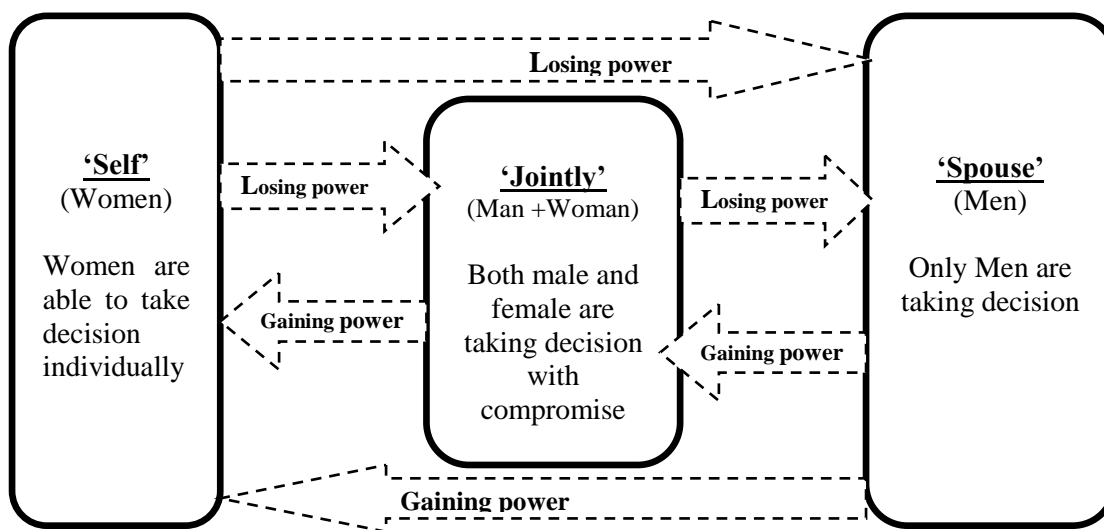 Losing power
‘Self’
(Women)
Women are
able to take
decision
individually
Losing power
Gaining power
‘Jointly’
(Man +Woman)
Both male and
female are
taking decision
with
compromise
Losing power
Gaining power
‘Spouse’
(Men)
Only Men are
taking decision
Gaining power